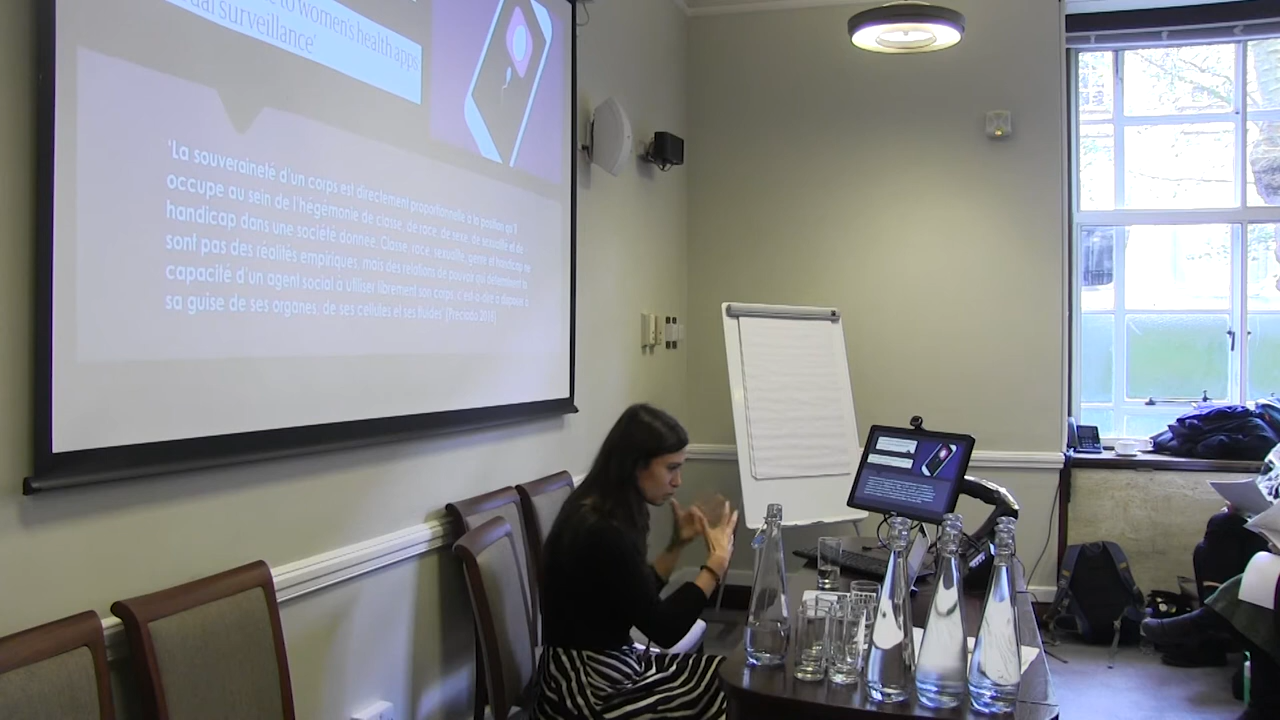 to women's health apps
surveillance'
'La souveraineté d'un corps est directement proportionnelle à la position qu'il
occupe au sein de l'hégémonie de classe, de race, de sexe, de sexualité et de
handicap dans une société donnée. Classe, race, sexualité, genre et handicap ne
sont pas des réalités empiriques, mais des relations de pouvoir qui déterminent la
capacité d'un agent social à utiliser librement son corps, c'est-à-dire à disposer à
sa guise de ses organes, de ses cellules et ses fluides' (Preciado